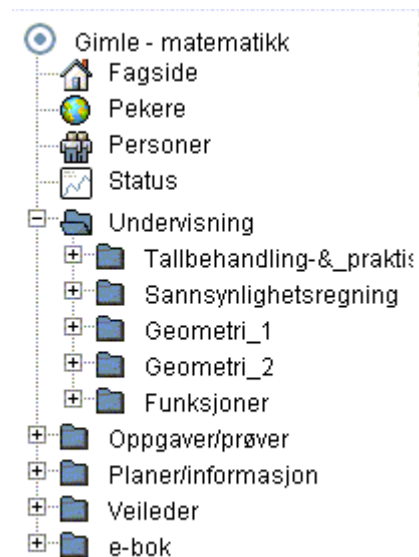 Gimle - matematikk
Fagside
Pekere
Personer
Status
Undervisning
Tallbehandling-&_praktis
Sannsynlighetsregning
Geometri_1
Geometri_2
Funksjoner
Oppgaver/prøver
Planer/informasjon
Veileder
e-bok